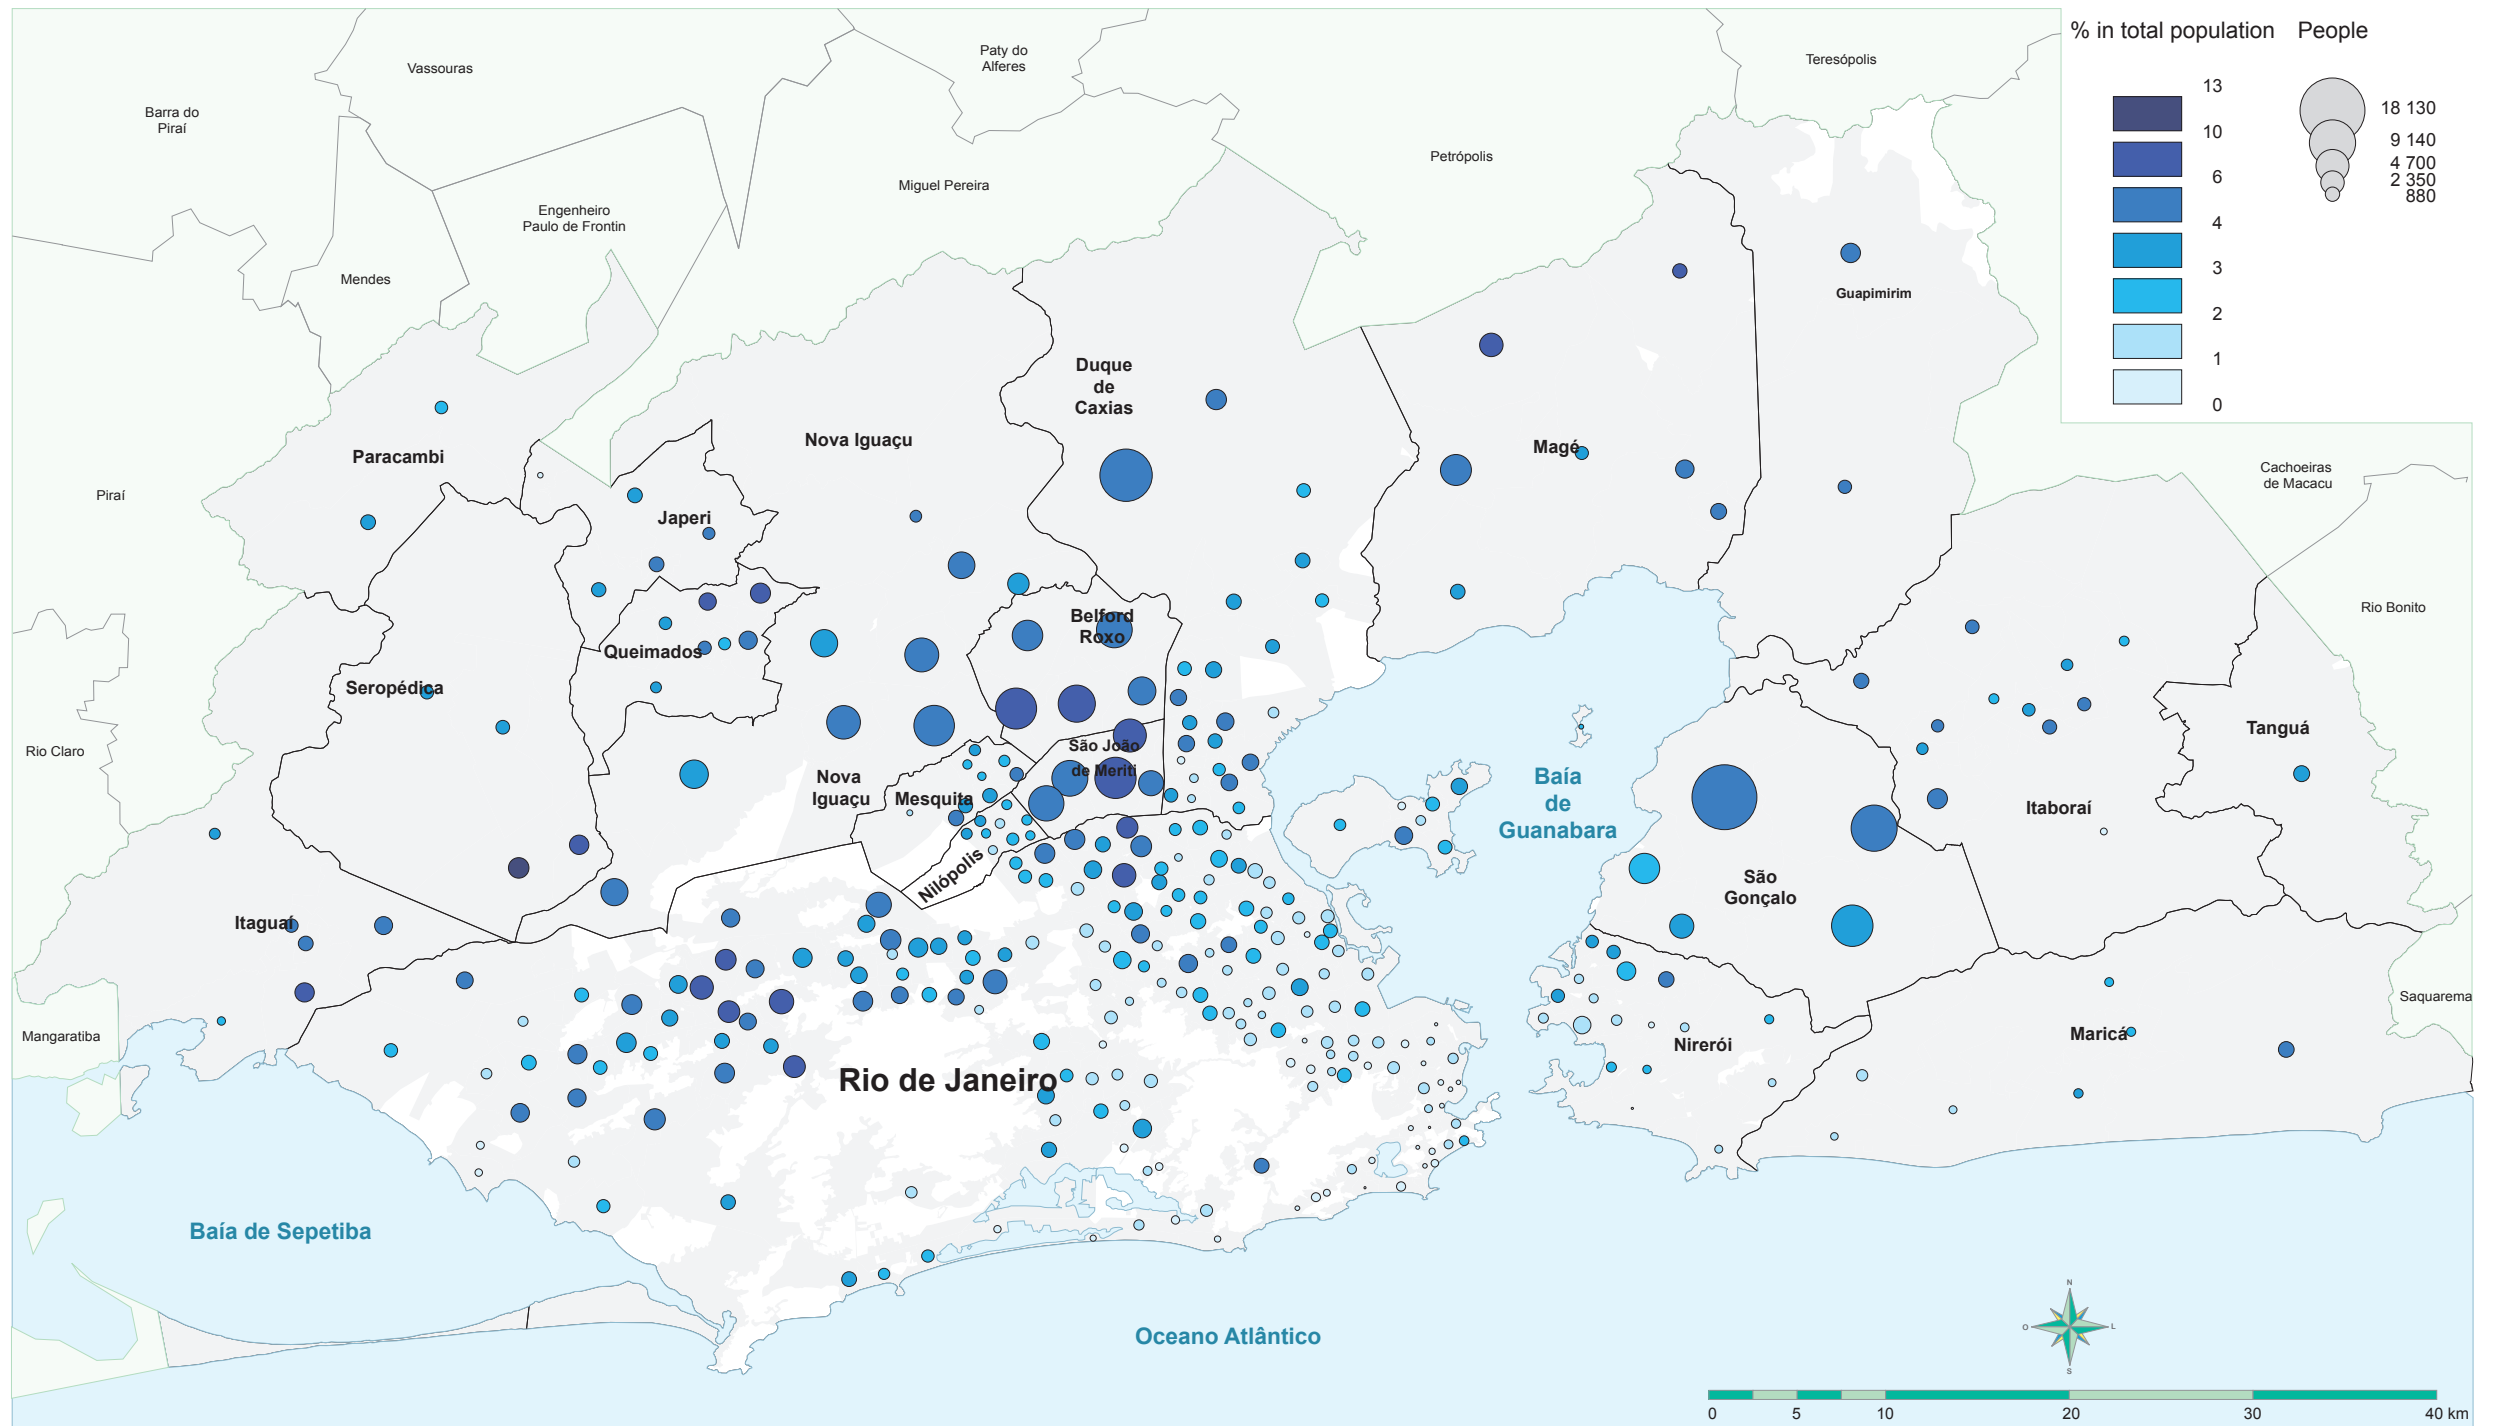 % in total population
People
13
10
6
4
3
2
1
0
18 130
9 140
4 700
2 350
880
Vassouras
Paty do
Alferes
Teresópolis
Barra do
Piraí
Petrópolis
Miguel Pereira
Engenheiro
Paulo de Frontin
Mendes
Guapimirim
Duque
de
Caxias
Nova Iguaçu
Magé
Paracambi
Cachoeiras
de Macacu
Piraí
Japeri
Rio Bonito
Belford
Roxo
Queimados
Seropédica
Tanguá
Rio Claro
São João
de Meriti
Nova
Iguaçu
Mesquita
Baía
de
Guanabara
Itaboraí
Nilópolis
São
Gonçalo
Itaguaí
Saquarema
Mangaratiba
Maricá
Nirerói
Rio de Janeiro
Baía de Sepetiba
Oceano Atlântico
N
O
L
S
0
5
10
20
30
40 km